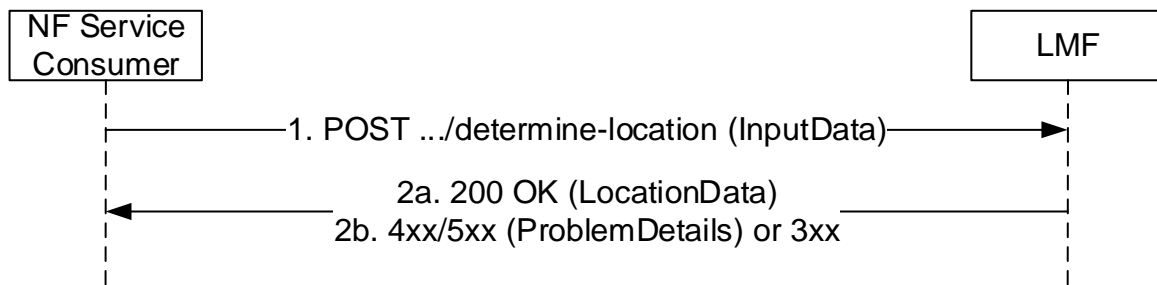 NF Service
Consumer
LMF
1. POST .../determine-location (InputData)
2a. 200 OK (LocationData)
2b. 4xx/5xx (ProblemDetails) or 3xx